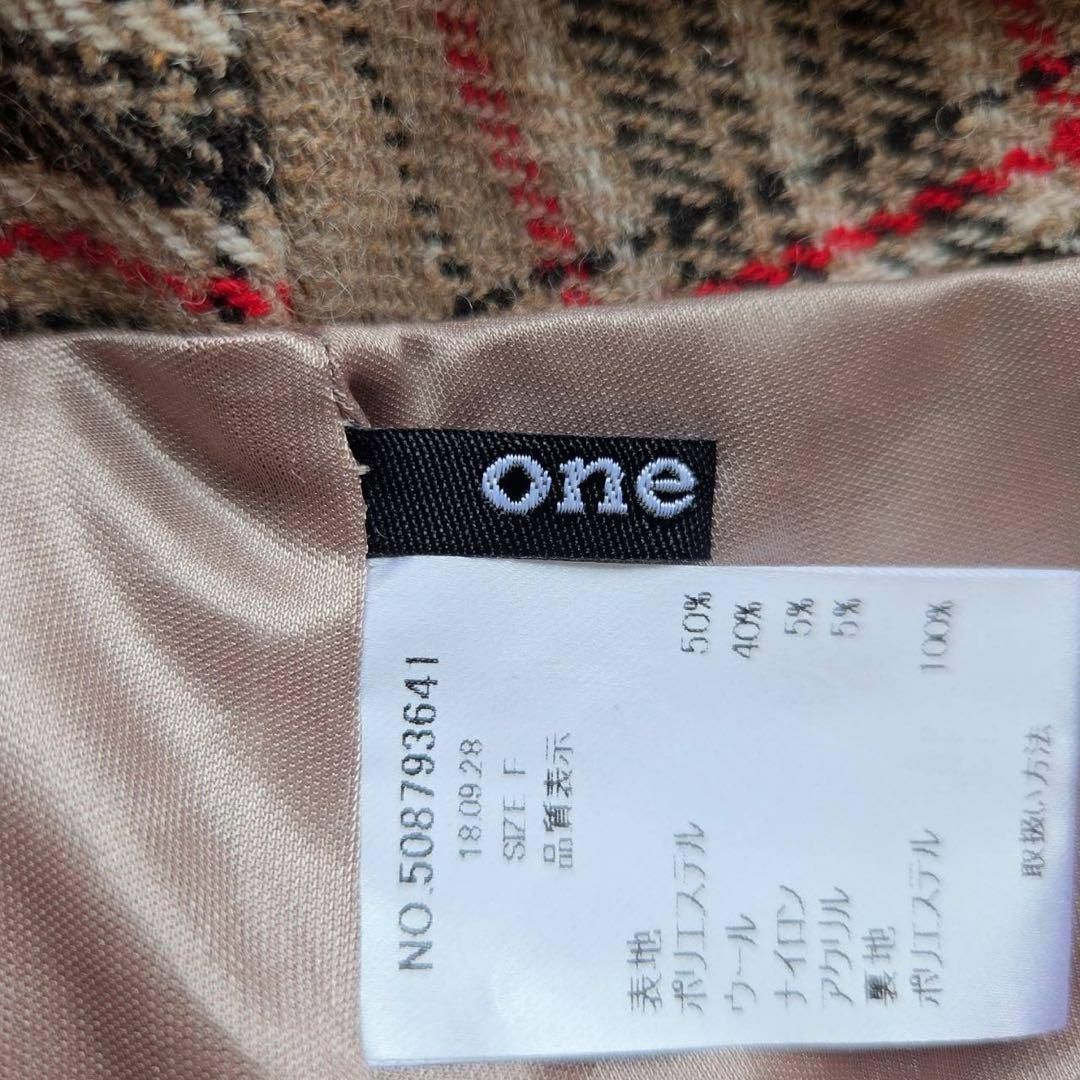 one
NO.508793641
18.09.28
SIZE F
品質表示
表地
ポリエステル 50%
ウール 40%
ナイロン 5%
アクリル 5%
裏地
ポリエステル 100%
取扱い方法